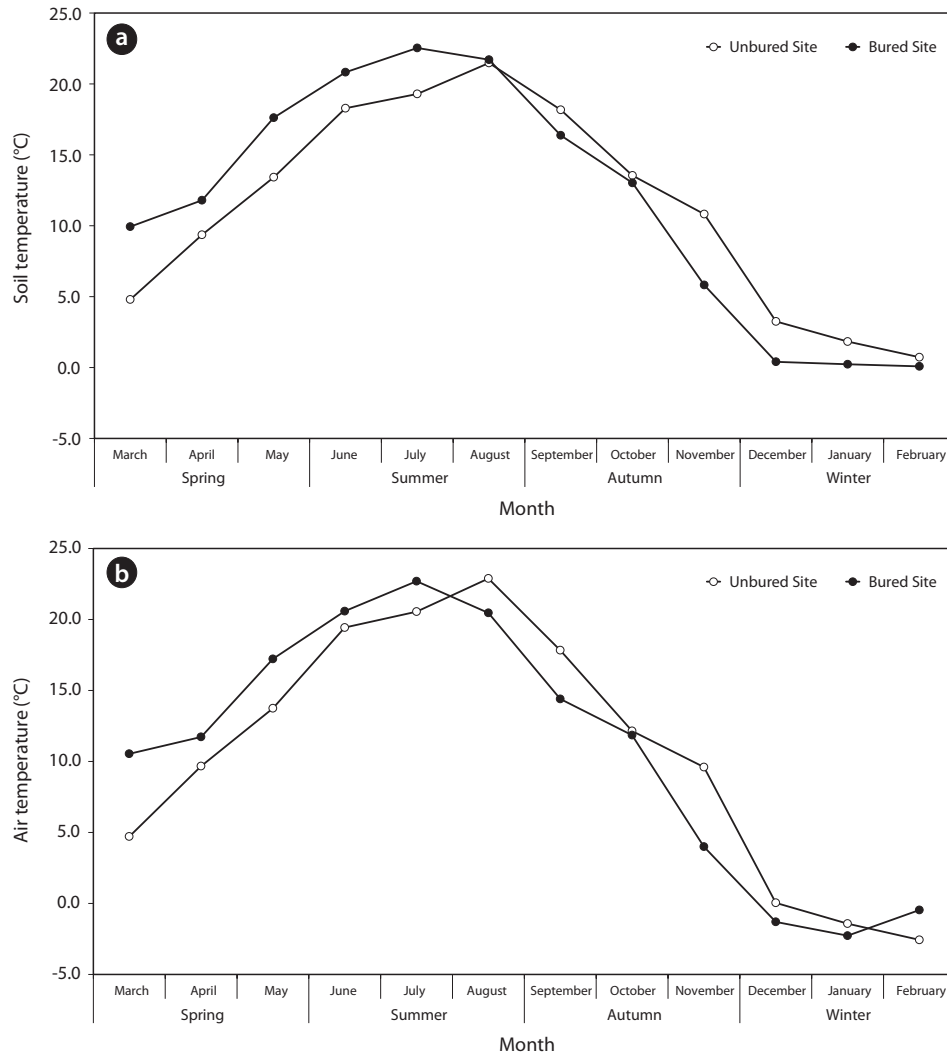 a
Unbured Site Bured Site
25.0
20.0
15.0
10.0
5.0
0.0
-5.0
Soil temperature (°C)
March April May June July August September October November December January February
Spring Summer Autumn Winter
Month
b
Unbured Site Bured Site
25.0
20.0
15.0
10.0
5.0
0.0
-5.0
Air temperature (°C)
March April May June July August September October November December January February
Spring Summer Autumn Winter
Month